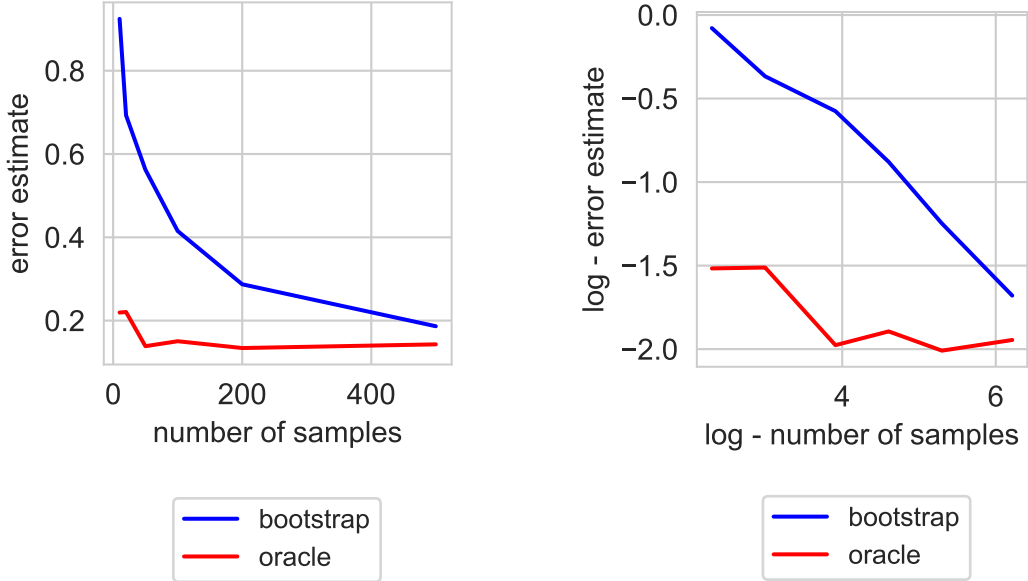 0.8
0.6
0.4
0.2
error estimate
0
200
400
number of samples
bootstrap
oracle
0.0
−0.5
−1.0
−1.5
−2.0
log - error estimate
4
6
log - number of samples
bootstrap
oracle